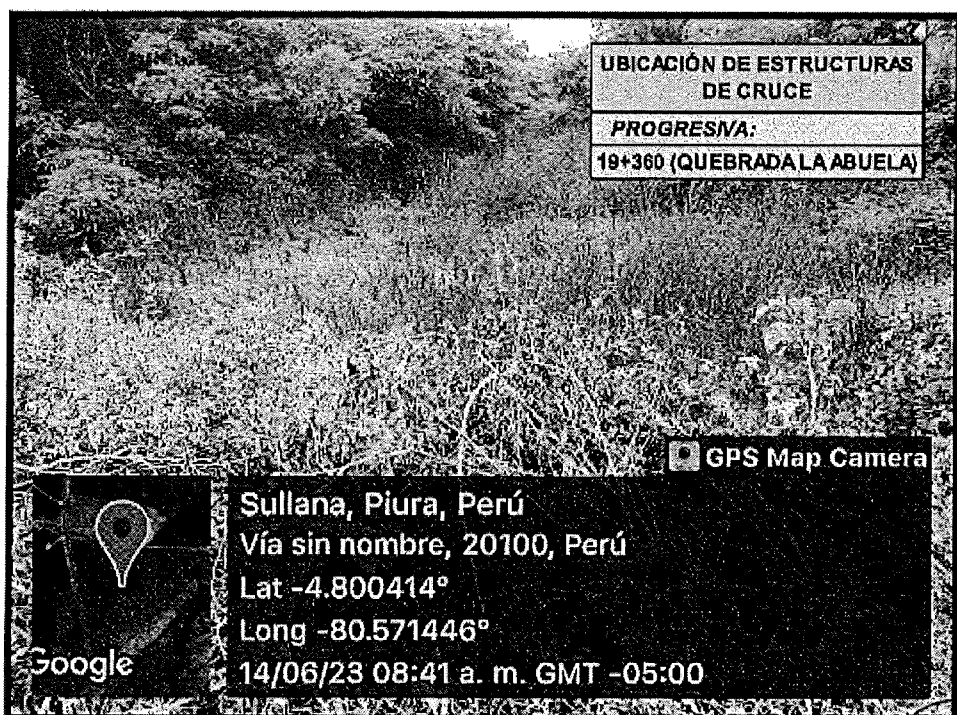 UBICACIÓN DE ESTRUCTURAS
DE CRUCE
PROGRESIVA:
19+360 (QUEBRADA LA ABUELA)
GPS Map Camera
Sullana, Piura, Perú
Vía sin nombre, 20100, Perú
Lat -4.800414°
Long -80.571446°
14/06/23 08:41 a. m. GMT -05:00
Google